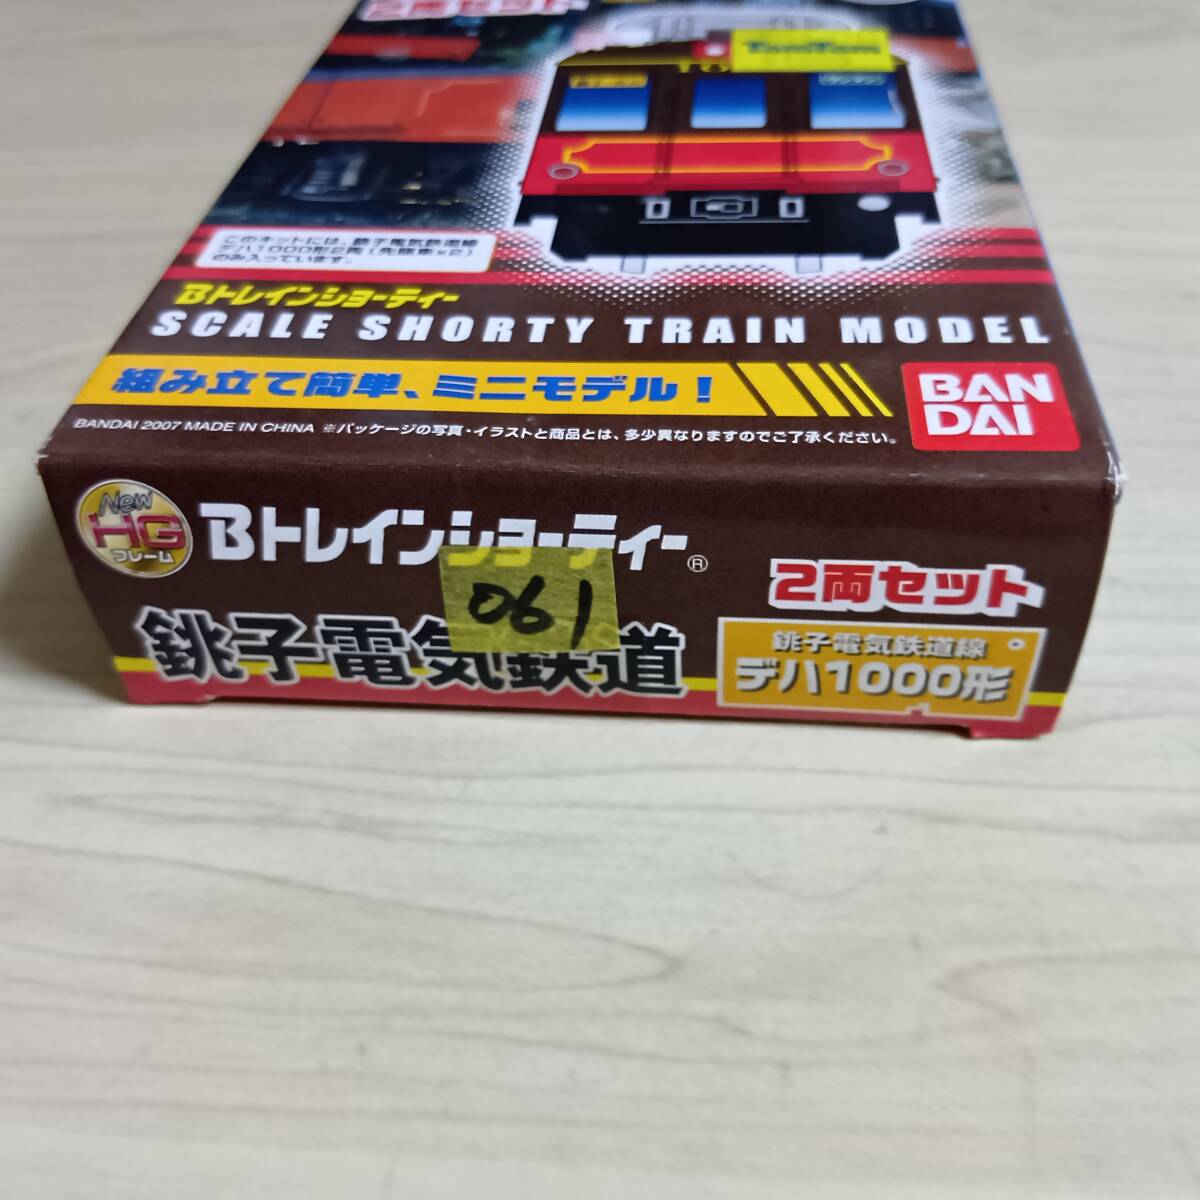 2両セット
TomTam
このキットには、銚子電気鉄道線
デハ1000形2両(先頭車×2)
のみ入っています。
Bトレインショーティー
SCALE SHORTY TRAIN MODEL
組み立て簡単、ミニモデル!
BANDAI 2007 MADE IN CHINA ※パッケージの写真・イラストと商品とは、多少異なりますのでご了承ください。
BAN
DAI
New
HG
フレーム
Bトレインショーティー®
061
2両セット
銚子電気鉄道
銚子電気鉄道線
デハ1000形